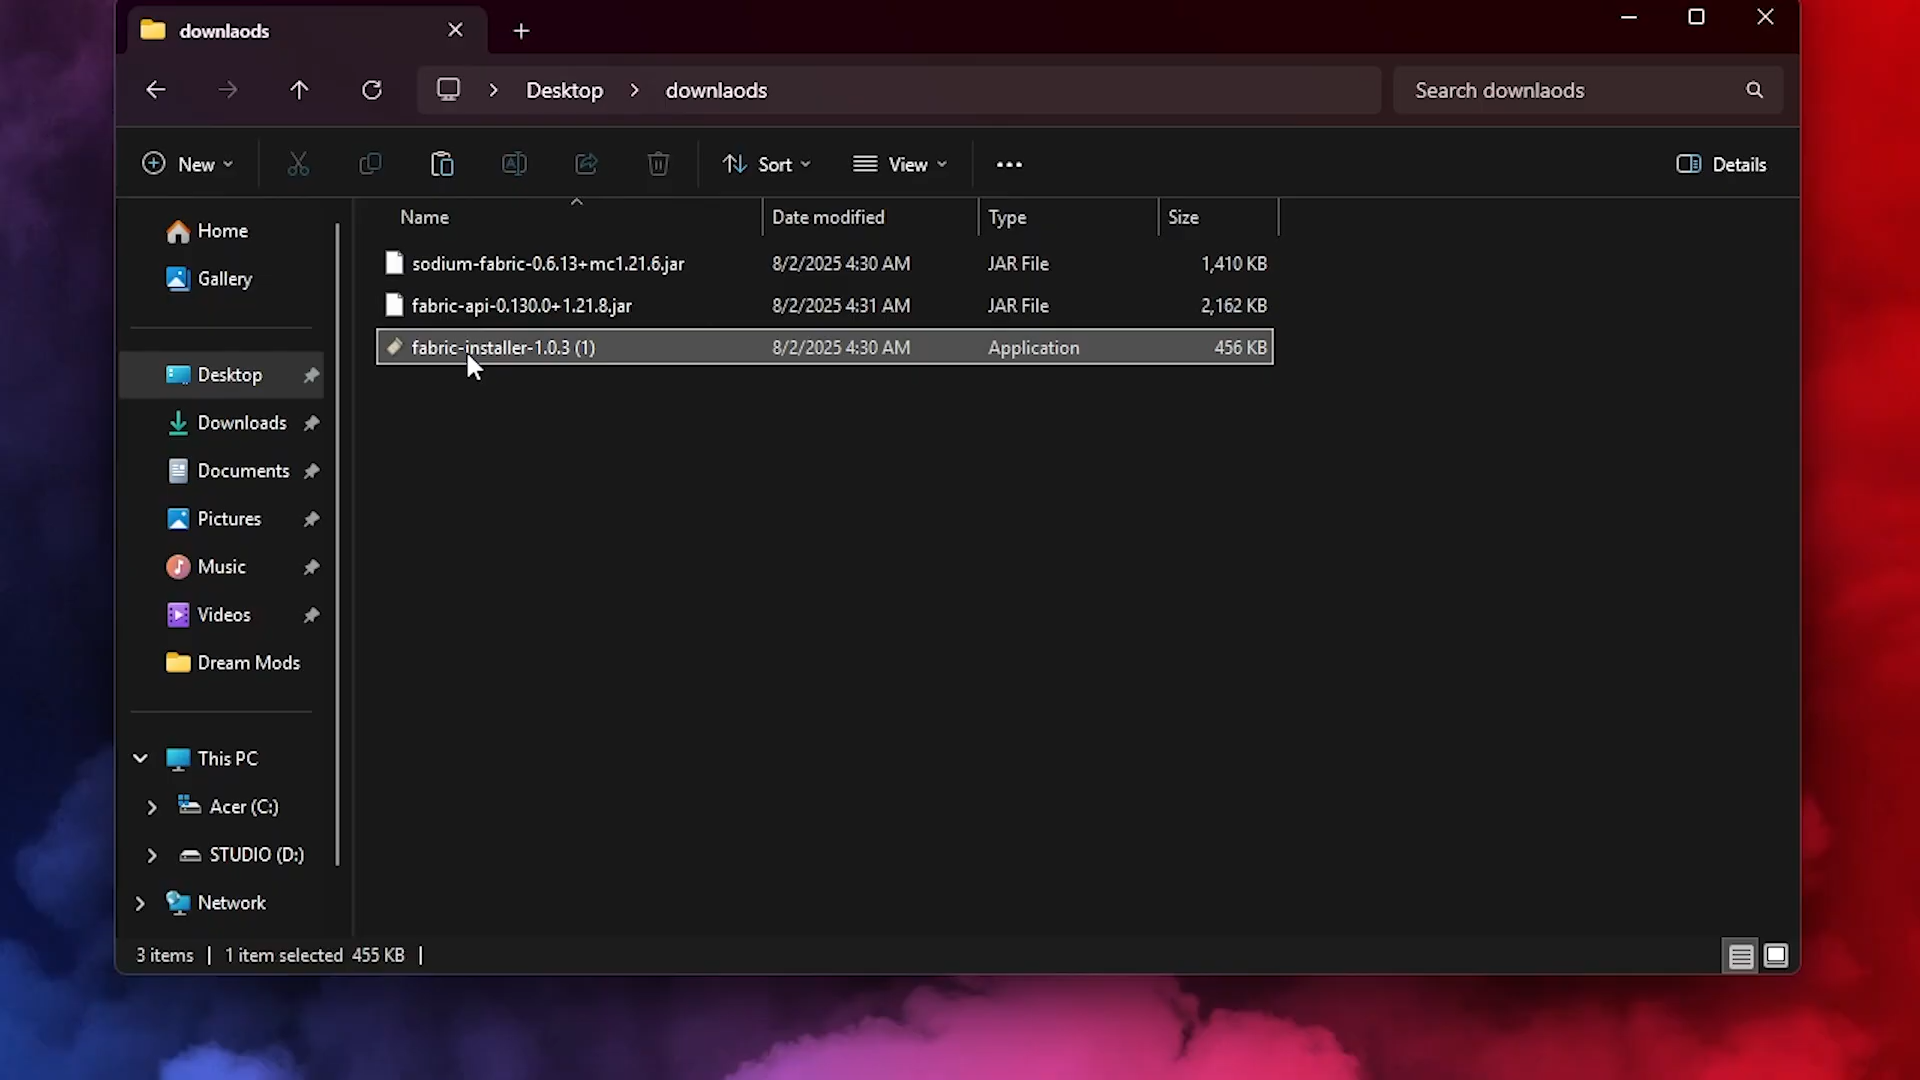 downlaods
Desktop > downlaods
Search downlaods
New
Sort
View
Details
Name Date modified Type Size
sodium-fabric-0.6.13+mc1.21.6.jar 8/2/2025 4:30 AM JAR File 1,410 KB
fabric-api-0.130.0+1.21.8.jar 8/2/2025 4:31 AM JAR File 2,162 KB
fabric-installer-1.0.3 (1) 8/2/2025 4:30 AM Application 456 KB
Home
Gallery
Desktop
Downloads
Documents
Pictures
Music
Videos
Dream Mods
This PC
Acer (C:)
STUDIO (D:)
Network
3 items | 1 item selected 455 KB |